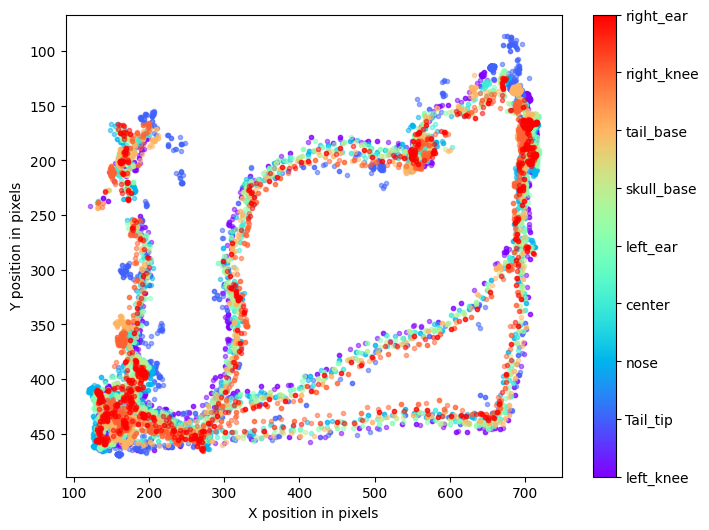 Y position in pixels
100
150
200
250
300
350
400
450
100
200
300
400
500
600
700
X position in pixels
right_ear
right_knee
tail_base
skull_base
left_ear
center
nose
Tail_tip
left_knee